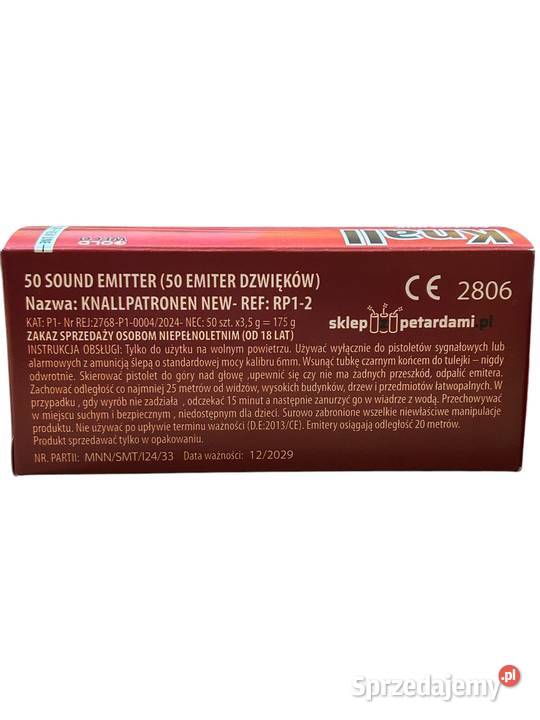 GOLD
WECO
Knall
50 SOUND EMITTER (50 EMITER DZWIĘKÓW)
Nazwa: KNALLPATRONEN NEW- REF: RP1-2
KAT: P1- Nr REJ:2768-P1-0004/2024- NEC: 50 szt. x3,5 g = 175 g
CE 2806
sklep petardami.pl
ZAKAZ SPRZEDAŻY OSOBOM NIEPEŁNOLETNIM (OD 18 LAT)
INSTRUKCJA OBSŁUGI: Tylko do użytku na wolnym powietrzu. Używać wyłącznie do pistoletów sygnałowych lub
alarmowych z amunicją ślepą o standardowej mocy kalibru 6mm. Wsunąć tubkę czarnym końcem do tulejki – nigdy
odwrotnie. Skierować pistolet do góry nad głowę ,upewnić się czy nie ma żadnych przeszkód, odpalić emitera.
Zachować odległość co najmniej 25 metrów od widzów, wysokich budynków, drzew i przedmiotów łatwopalnych. W
przypadku , gdy wyrób nie zadziała , odczekać 15 minut a następnie zanurzyć go w wiadrze z wodą. Przechowywać
w miejscu suchym i bezpiecznym , niedostępnym dla dzieci. Surowo zabronione wszelkie niewłaściwe manipulacje
produktu. Nie używać po upływie terminu ważności (D.E:2013/CE). Emitery osiągają odległość 20 metrów.
Produkt sprzedawać tylko w opakowaniu.
NR. PARTII: MNN/SMT/I24/33 Data ważności: 12/2029
Sprzedajemy.pl